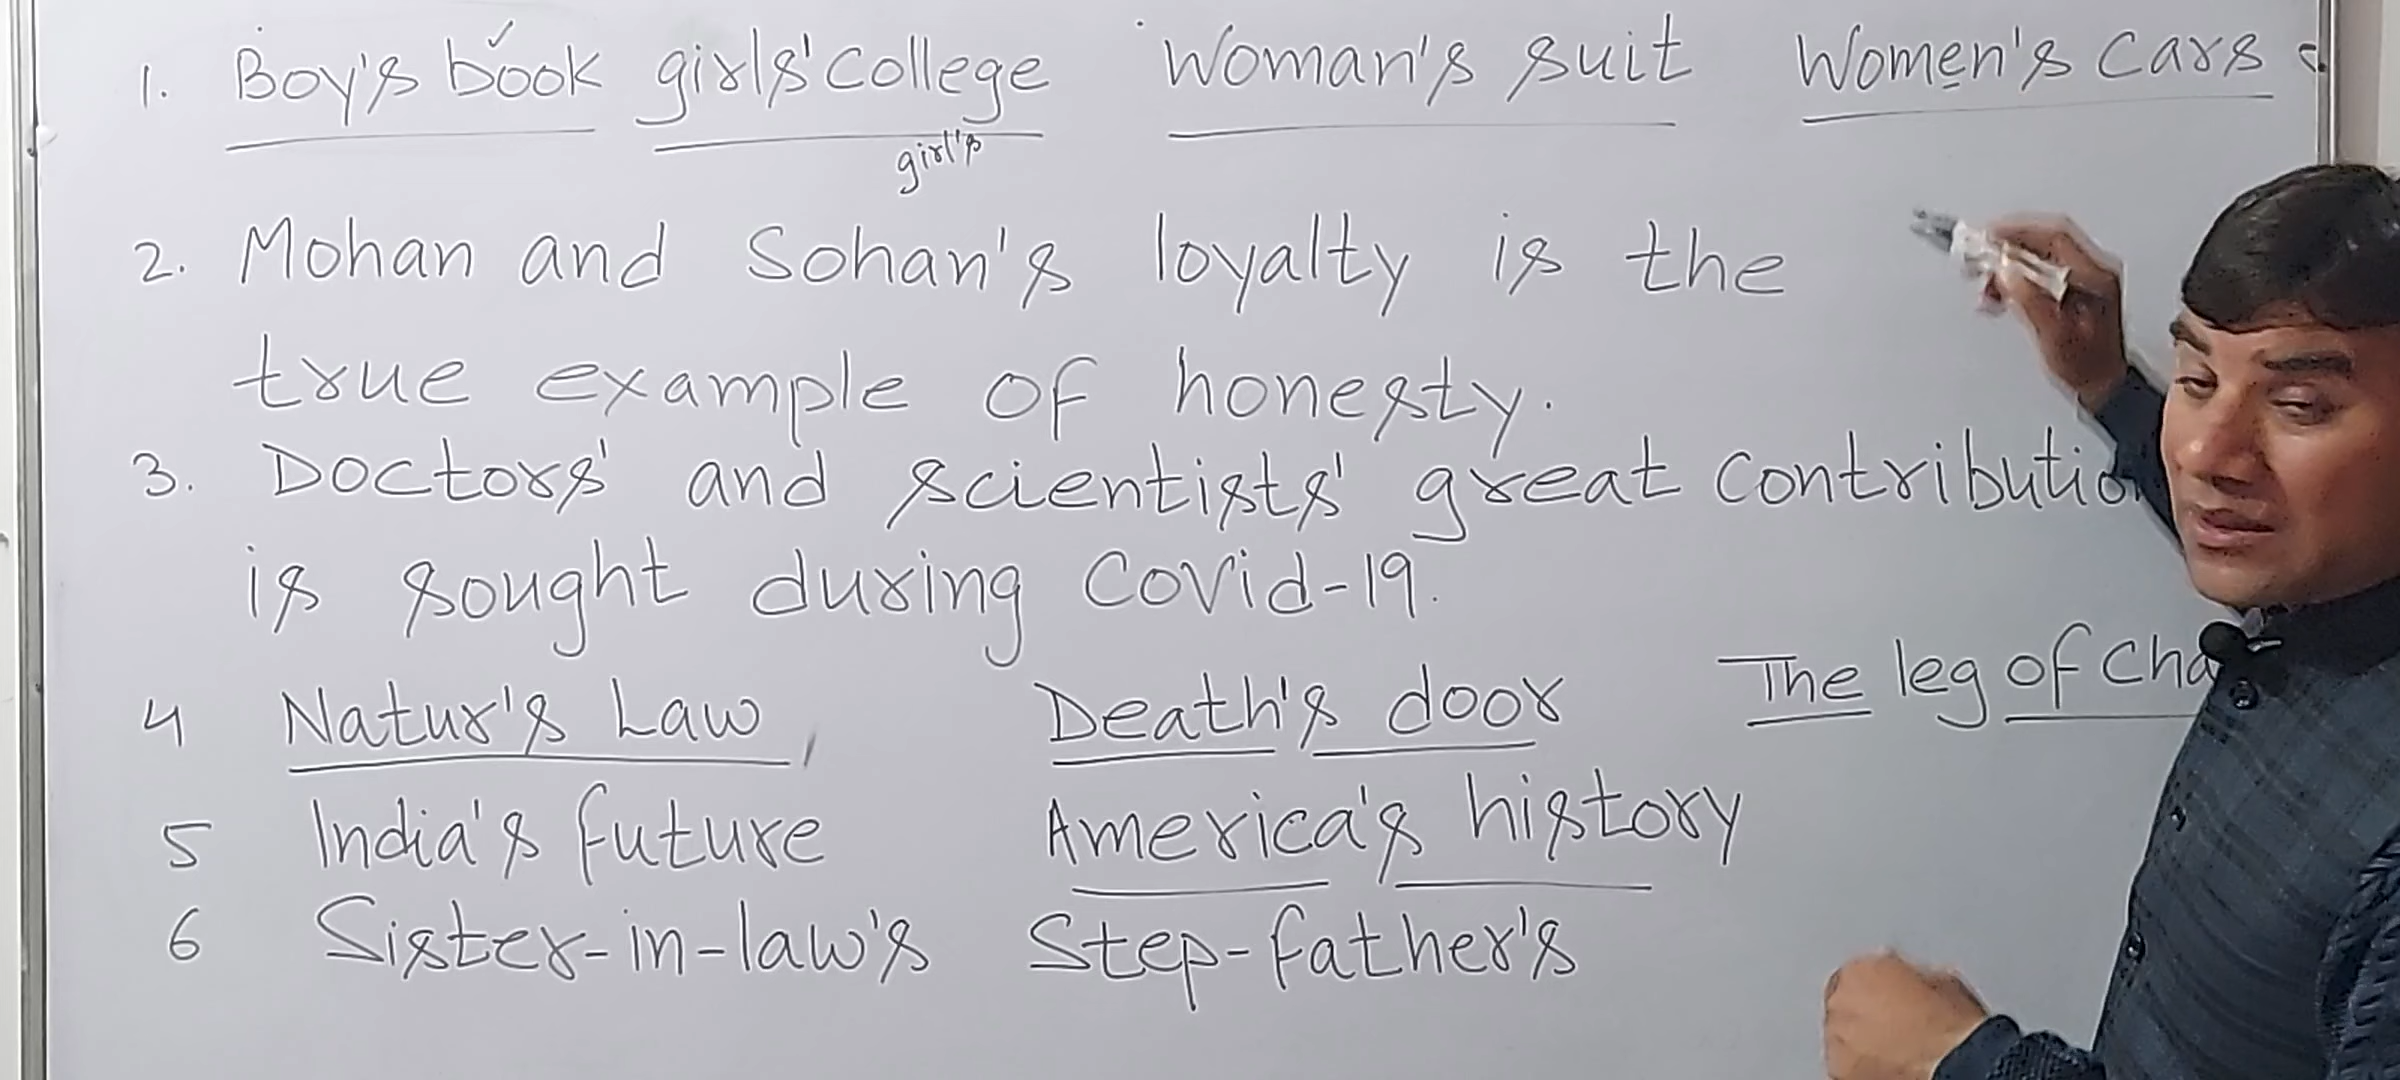 1. Boy's book girls' college Woman's suit Women's cars
girl's
2. Mohan and Sohan's loyalty is the
true example of honesty.
3. Doctors' and scientists' great contributio
is sought during Covid-19.
4 Natur's Law, Death's door The leg of cha
5 India's future America's history
6 Sister-in-law's Step-father's